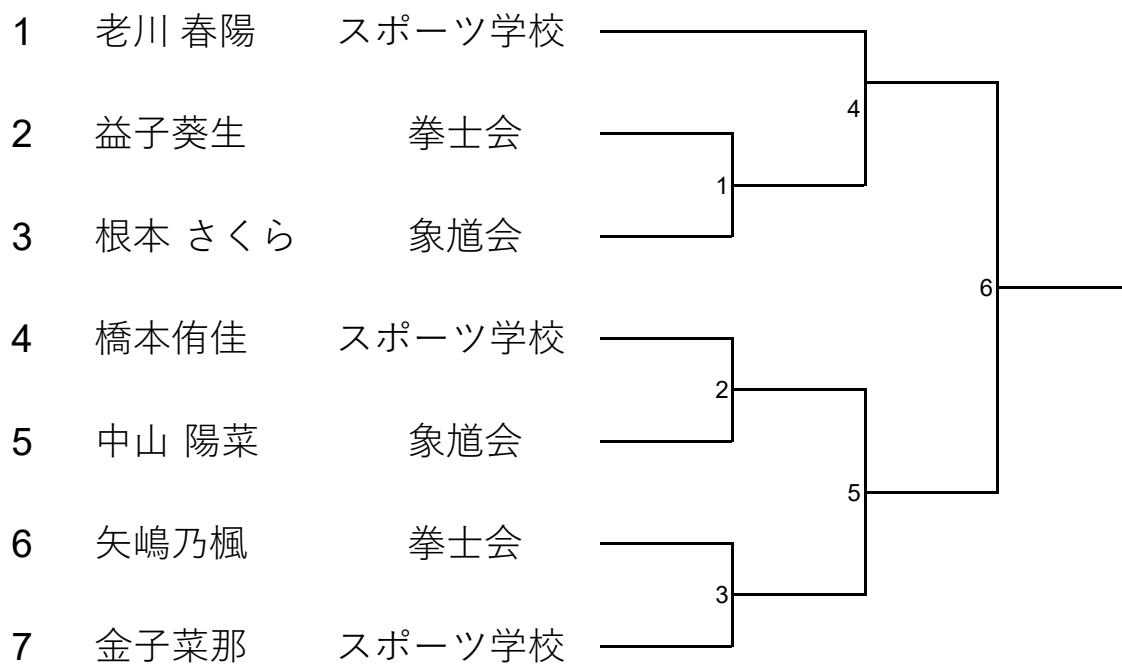 1 老川 春陽 スポーツ学校
4
2 益子葵生 拳士会
1
3 根本 さくら 象馗会
6
4 橋本侑佳 スポーツ学校
2
5 中山 陽菜 象馗会
5
6 矢嶋乃楓 拳士会
3
7 金子菜那 スポーツ学校